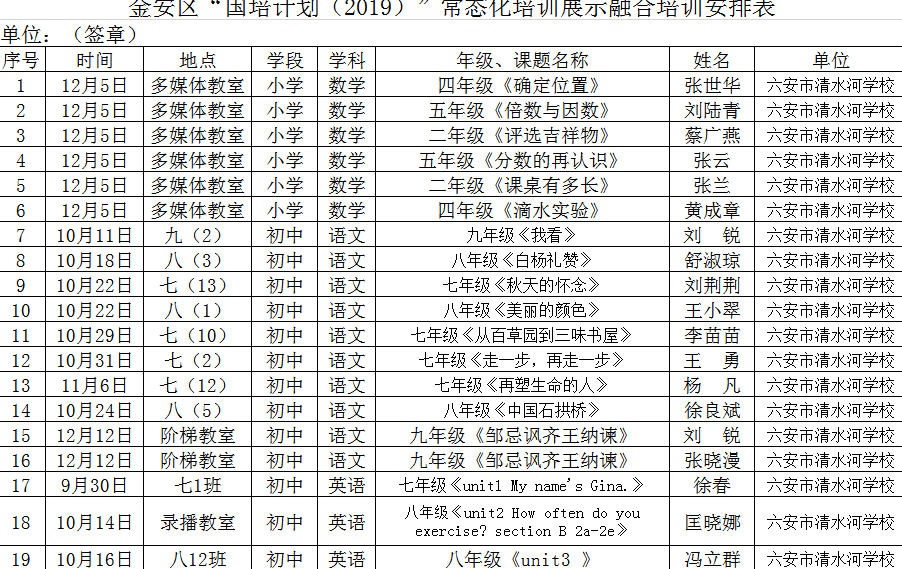 金安区“国培计划（2019）”常态化培训展示融合培训安排表
单位：（签章）
序号 时间 地点 学段 学科 年级、课题名称 姓名 单位
1 12月5日 多媒体教室 小学 数学 四年级《确定位置》 张世华 六安市清水河学校
2 12月5日 多媒体教室 小学 数学 五年级《倍数与因数》 刘陆青 六安市清水河学校
3 12月5日 多媒体教室 小学 数学 二年级《评选吉祥物》 蔡广燕 六安市清水河学校
4 12月5日 多媒体教室 小学 数学 五年级《分数的再认识》 张云 六安市清水河学校
5 12月5日 多媒体教室 小学 数学 二年级《课桌有多长》 张兰 六安市清水河学校
6 12月5日 多媒体教室 小学 数学 四年级《滴水实验》 黄成章 六安市清水河学校
7 10月11日 九（2） 初中 语文 九年级《我看》 刘 锐 六安市清水河学校
8 10月18日 八（3） 初中 语文 八年级《白杨礼赞》 舒淑琼 六安市清水河学校
9 10月22日 七（13） 初中 语文 七年级《秋天的怀念》 刘荆荆 六安市清水河学校
10 10月22日 八（1） 初中 语文 八年级《美丽的颜色》 王小翠 六安市清水河学校
11 10月29日 七（10） 初中 语文 七年级《从百草园到三味书屋》 李苗苗 六安市清水河学校
12 10月31日 七（2） 初中 语文 七年级《走一步，再走一步》 王 勇 六安市清水河学校
13 11月6日 七（12） 初中 语文 七年级《再塑生命的人》 杨 凡 六安市清水河学校
14 10月24日 八（5） 初中 语文 八年级《中国石拱桥》 徐良斌 六安市清水河学校
15 12月12日 阶梯教室 初中 语文 九年级《邹忌讽齐王纳谏》 刘 锐 六安市清水河学校
16 12月12日 阶梯教室 初中 语文 九年级《邹忌讽齐王纳谏》 张晓漫 六安市清水河学校
17 9月30日 七1班 初中 英语 七年级《unit1 My name's Gina.》 徐春 六安市清水河学校
18 10月14日 录播教室 初中 英语 八年级《unit2 How often do you exercise? section B 2a-2e》 匡晓娜 六安市清水河学校
19 10月16日 八12班 初中 英语 八年级《unit3 》 冯立群 六安市清水河学校